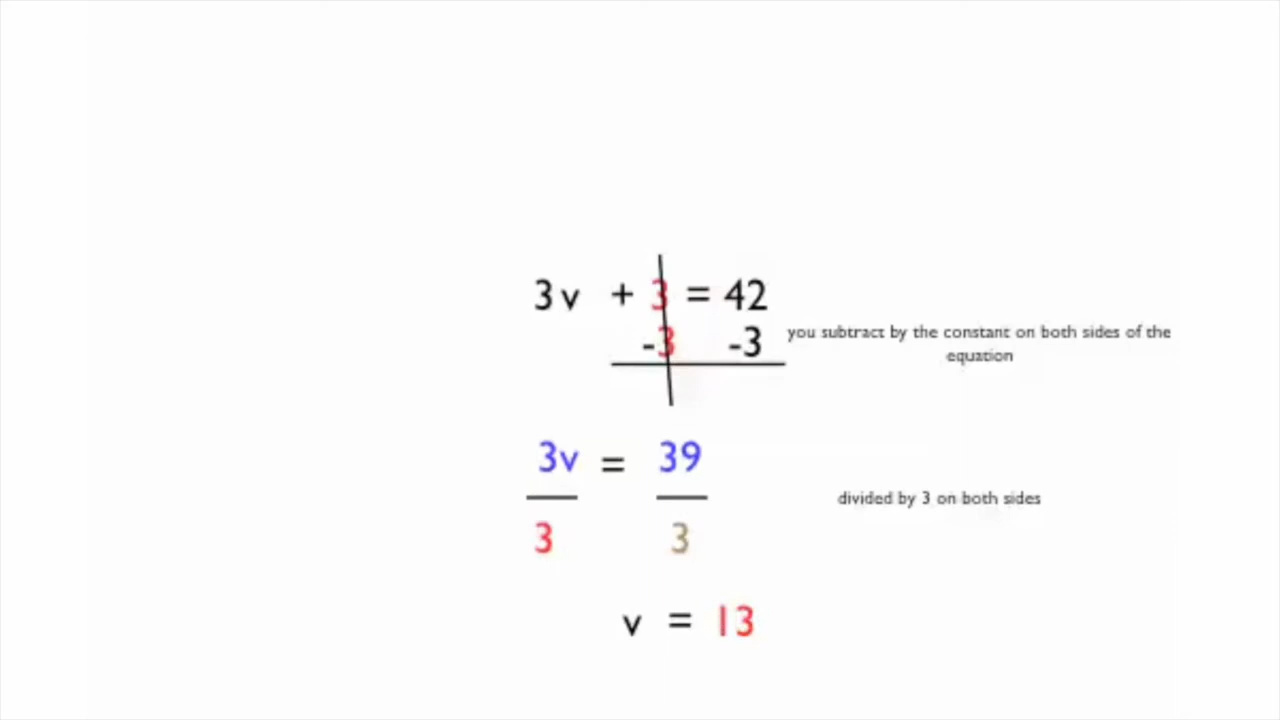 3v + 3 = 42
-3 -3
you subtract by the constant on both sides of the
equation
3v = 39
3 3
divided by 3 on both sides
v = 13